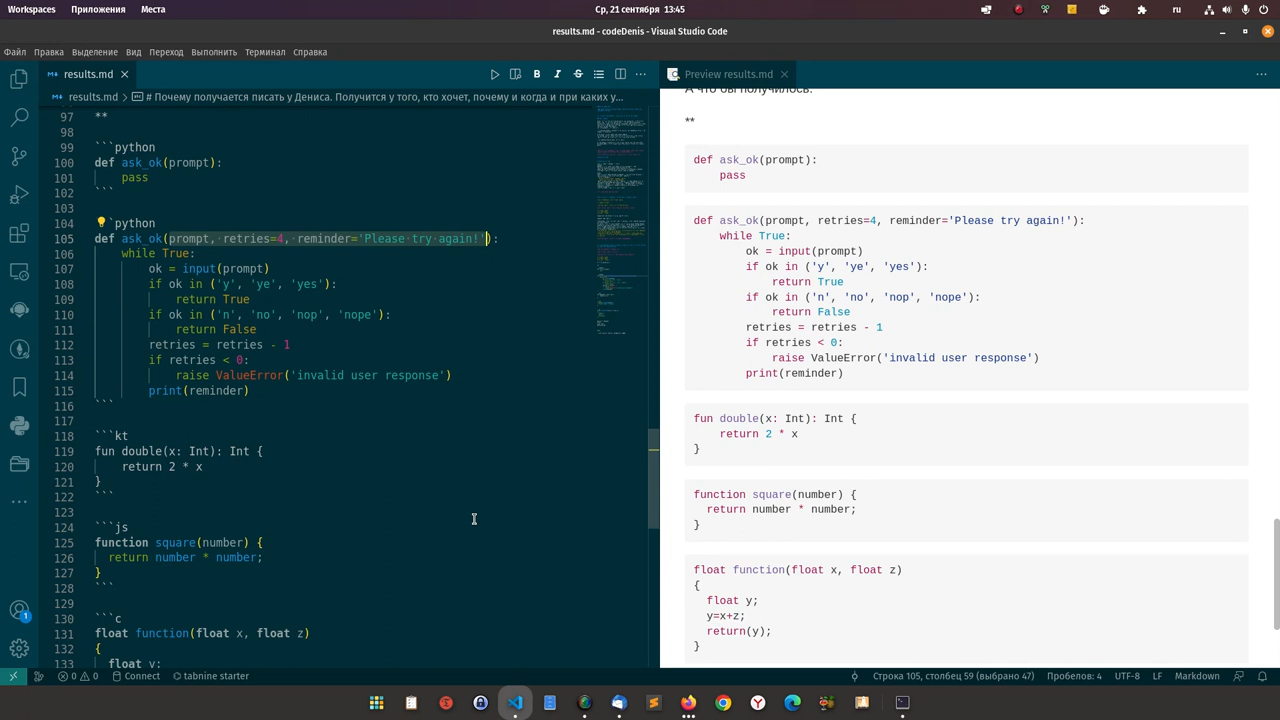 Workspaces Приложения Места Ср, 21 сентября 13:45 ru
results.md - codeDenis - Visual Studio Code
Файл Правка Выделение Вид Переход Выполнить Терминал Справка
results.md
results.md > # Почему получается писать у Дениса. Получится у того, кто хочет, почему и когда и при каких у...
97 **
98
99 ```python
100 def ask_ok(prompt):
101 pass
102 ```
103
`python
105 def ask_ok(prompt, retries=4, reminder='Please try again!'):
106 while True:
107 ok = input(prompt)
108 if ok in ('y', 'ye', 'yes'):
109 return True
110 if ok in ('n', 'no', 'nop', 'nope'):
111 return False
112 retries = retries - 1
113 if retries < 0:
114 raise ValueError('invalid user response')
115 print(reminder)
116 ```
117
118 ```kt
119 fun double(x: Int): Int {
120 return 2 * x
121 }
122 ```
123
124 ```js
125 function square(number) {
126 return number * number;
127 }
128 ```
129
130 ```c
131 float function(float x, float z)
132 {
133 float y;
Preview results.md
А что бы получилось.
**
def ask_ok(prompt):
pass
def ask_ok(prompt, retries=4, reminder='Please try again!'):
while True:
ok = input(prompt)
if ok in ('y', 'ye', 'yes'):
return True
if ok in ('n', 'no', 'nop', 'nope'):
return False
retries = retries - 1
if retries < 0:
raise ValueError('invalid user response')
print(reminder)
fun double(x: Int): Int {
return 2 * x
}
function square(number) {
return number * number;
}
float function(float x, float z)
{
float y;
y=x+z;
return(y);
}
0 0 Connect tabnine starter Строка 105, столбец 59 (выбрано 47) Пробелов: 4 UTF-8 LF Markdown